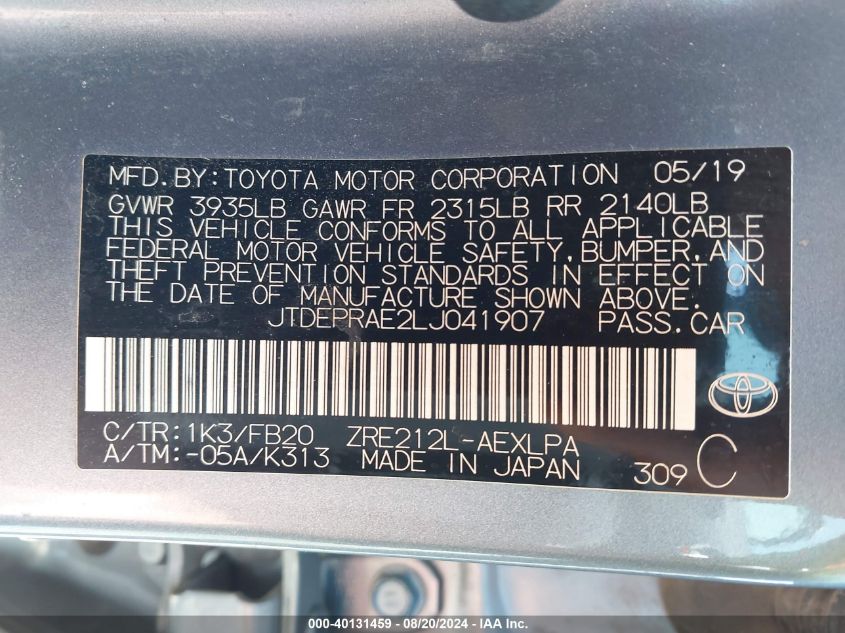 MFD.BY:TOYOTA MOTOR CORPORATION 05/19
GVWR 3935LB GAWR FR 2315LB RR 2140LB
THIS VEHICLE CONFORMS TO ALL APPLICABLE
FEDERAL MOTOR VEHICLE SAFETY,BUMPER,AND
THEFT PREVENTION STANDARDS IN EFFECT ON
THE DATE OF MANUFACTURE SHOWN ABOVE.
JTDEPRAE2LJ041907 PASS.CAR
C/TR:1K3/FB20 ZRE212L-AEXLPA
A/TM:-05A/K313 MADE IN JAPAN 309 C
000-40131459 | 08/20/2024 - IAA Inc.